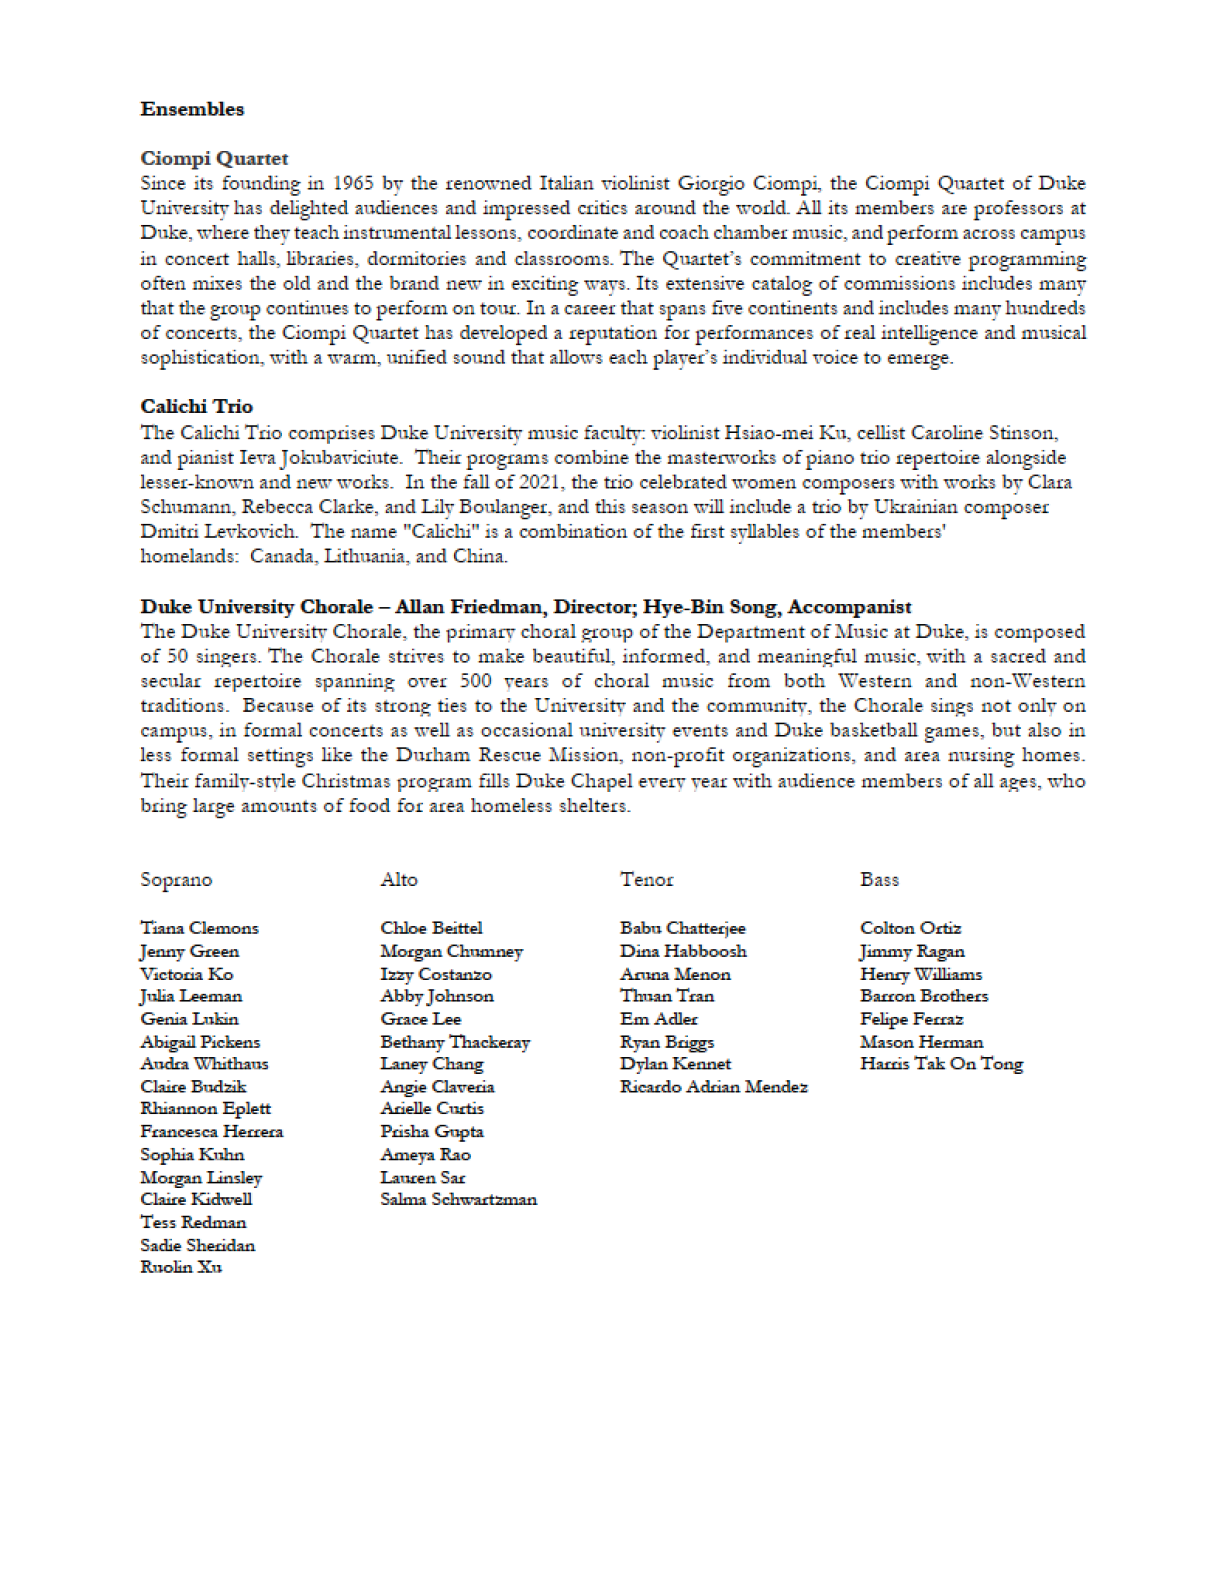 Ensembles
Ciompi Quartet
Since its founding in 1965 by the renowned Italian violinist Giorgio Ciompi, the Ciompi Quartet of Duke
University has delighted audiences and impressed critics around the world. All its members are professors at
Duke, where they teach instrumental lessons, coordinate and coach chamber music, and perform across campus
in concert halls, libraries, dormitories and classrooms. The Quartet’s commitment to creative programming
often mixes the old and the brand new in exciting ways. Its extensive catalog of commissions includes many
that the group continues to perform on tour. In a career that spans five continents and includes many hundreds
of concerts, the Ciompi Quartet has developed a reputation for performances of real intelligence and musical
sophistication, with a warm, unified sound that allows each player’s individual voice to emerge.
Calichi Trio
The Calichi Trio comprises Duke University music faculty: violinist Hsiao-mei Ku, cellist Caroline Stinson,
and pianist Ieva Jokubaviciute.  Their programs combine the masterworks of piano trio repertoire alongside
lesser-known and new works.  In the fall of 2021, the trio celebrated women composers with works by Clara
Schumann, Rebecca Clarke, and Lily Boulanger, and this season will include a trio by Ukrainian composer
Dmitri Levkovich.  The name "Calichi" is a combination of the first syllables of the members'
homelands:  Canada, Lithuania, and China.
Duke University Chorale – Allan Friedman, Director; Hye-Bin Song, Accompanist
The Duke University Chorale, the primary choral group of the Department of Music at Duke, is composed
of 50 singers. The Chorale strives to make beautiful, informed, and meaningful music, with a sacred and
secular repertoire spanning over 500 years of choral music from both Western and non-Western
traditions.  Because of its strong ties to the University and the community, the Chorale sings not only on
campus, in formal concerts as well as occasional university events and Duke basketball games, but also in
less formal settings like the Durham Rescue Mission, non-profit organizations, and area nursing homes.
Their family-style Christmas program fills Duke Chapel every year with audience members of all ages, who
bring large amounts of food for area homeless shelters.
Soprano Alto Tenor Bass
Tiana Clemons Chloe Beittel Babu Chatterjee Colton Ortiz
Jenny Green Morgan Chumney Dina Habboosh Jimmy Ragan
Victoria Ko Izzy Costanzo Aruna Menon Henry Williams
Julia Leeman Abby Johnson Thuan Tran Barron Brothers
Genia Lukin Grace Lee Em Adler Felipe Ferraz
Abigail Pickens Bethany Thackeray Ryan Briggs Mason Herman
Audra Whithaus Laney Chang Dylan Kennet Harris Tak On Tong
Claire Budzik Angie Claveria Ricardo Adrian Mendez
Rhiannon Eplett Arielle Curtis
Francesca Herrera Prisha Gupta
Sophia Kuhn Ameya Rao
Morgan Linsley Lauren Sar
Claire Kidwell Salma Schwartzman
Tess Redman
Sadie Sheridan
Ruolin Xu